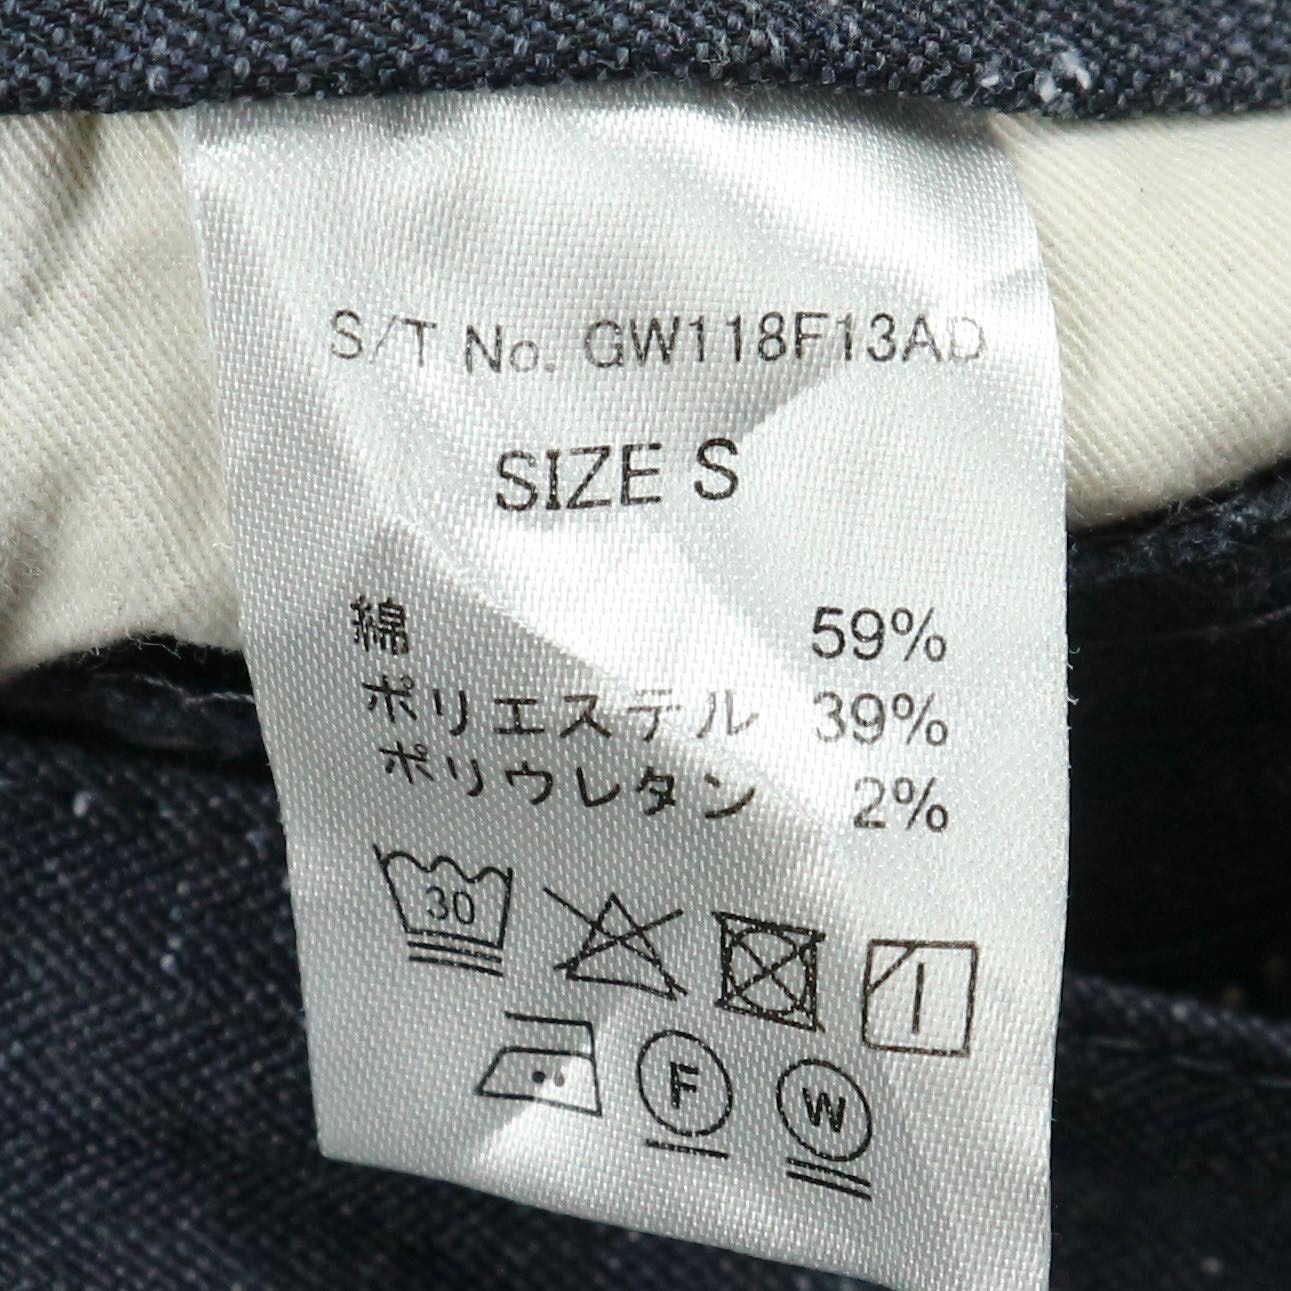 S/T No. GW118F13AD
SIZE S
綿 59%
ポリエステル 39%
ポリウレタン 2%
30
F
W